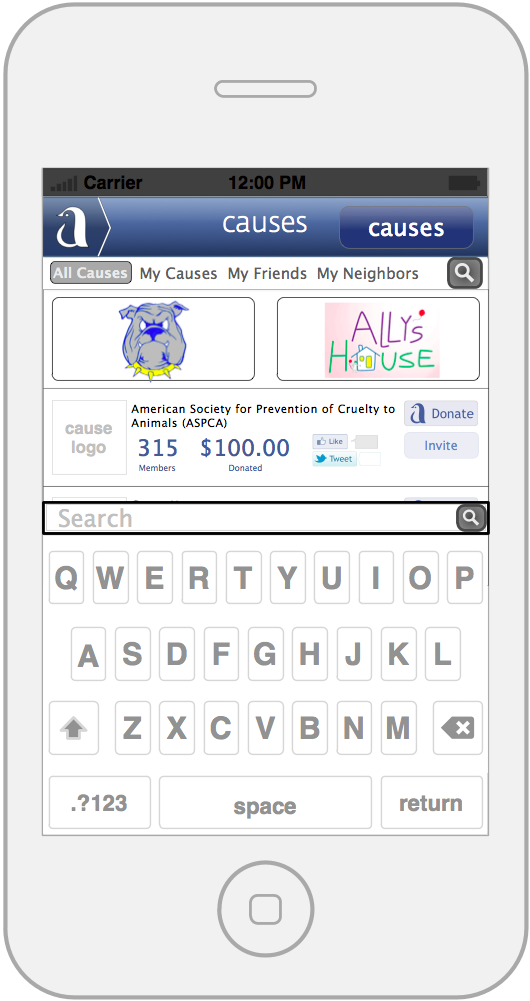 Carrier 12:00 PM
a causes causes
All Causes My Causes My Friends My Neighbors
ALLY's
HOUSE
cause
logo
American Society for Prevention of Cruelty to
Animals (ASPCA)
315 $100.00
Members Donated
Like
Tweet
a Donate
Invite
Search
Q W E R T Y U I O P
A S D F G H J K L
Z X C V B N M
.?123 space return